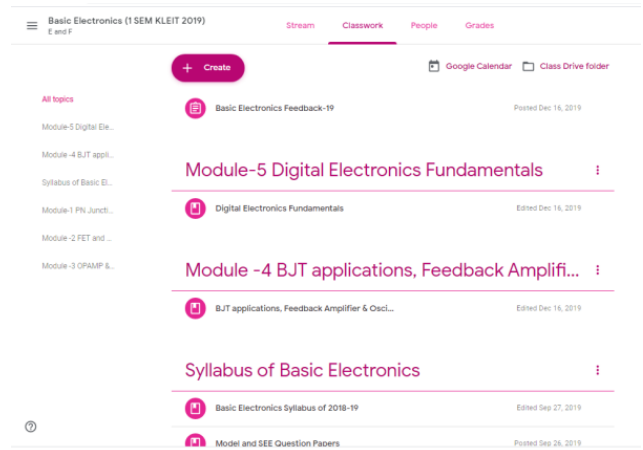 Basic Electronics (1 SEM KLEIT 2019)
E and F
Stream Classwork People Grades
+ Create
Google Calendar Class Drive folder
All topics
Module-5 Digital Ele...
Module -4 BJT appli...
Syllabus of Basic El...
Module-1 PN Juncti...
Module -2 FET and ...
Module -3 OPAMP &...
Basic Electronics Feedback-19 Posted Dec 16, 2019
Module-5 Digital Electronics Fundamentals
Digital Electronics Fundamentals Edited Dec 16, 2019
Module -4 BJT applications, Feedback Amplifi...
BJT applications, Feedback Amplifier & Osci... Edited Dec 16, 2019
Syllabus of Basic Electronics
Basic Electronics Syllabus of 2018-19 Edited Sep 27, 2019
Model and SEE Question Papers Posted Sep 26, 2019